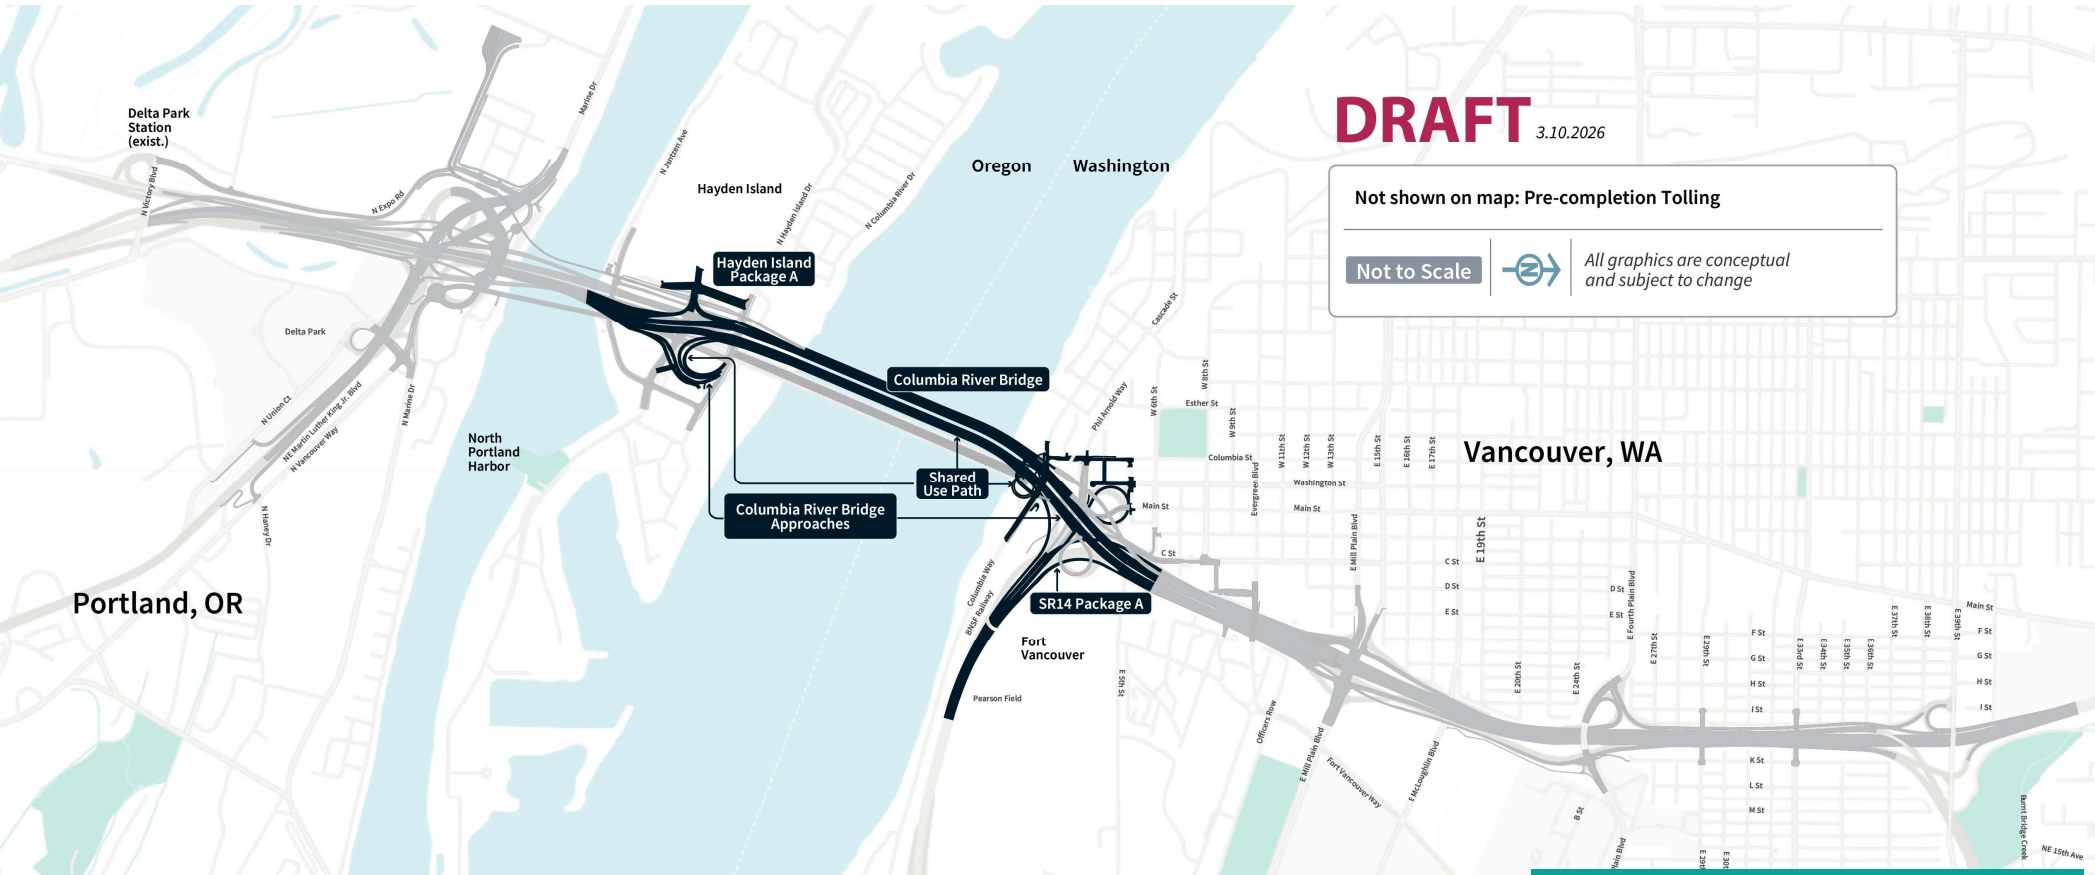 Delta Park
Station
(exist.)
N Victory Blvd
N Expo Rd
Marine Dr
N Jantzen Ave
Hayden Island
N Hayden Island Dr
N Columbia River Dr
Oregon
Washington
DRAFT 3.10.2026
Not shown on map: Pre-completion Tolling
Not to Scale
N
All graphics are conceptual
and subject to change
Hayden Island
Package A
Delta Park
N Union Ct
NE Martin Luther King Jr. Blvd
N Vancouver Way
N Marine Dr
N Haney Dr
North
Portland
Harbor
Portland, OR
Columbia River Bridge
Shared
Use Path
Columbia River Bridge
Approaches
SR14 Package A
Cascade St
Phil Arnold Way
W 6th St
W 8th St
Esther St
W 9th St
Columbia St
Evergreen Blvd
W 11th St
W 12th St
W 13th St
E 15th St
E 16th St
E 17th St
Vancouver, WA
Washington St
Main St
Main St
C St
E Mill Plain Blvd
E 19th St
C St
D St
E St
Columbia Way
BNSF Railway
Fort
Vancouver
Pearson Field
E 5th St
Officers Row
E Mill Plain Blvd
Fort Vancouver Way
E McLoughlin Blvd
E 20th St
E 24th St
D St
E St
E Fourth Plain Blvd
E 27th St
E 29th St
F St
G St
H St
I St
K St
L St
M St
E 33rd St
E 34th St
E 35th St
E 36th St
E 37th St
E 38th St
E 39th St
Main St
F St
G St
H St
I St
B St
Plain Blvd
E 29t
E 30t
Burnt Bridge Creek
NE 15th Ave